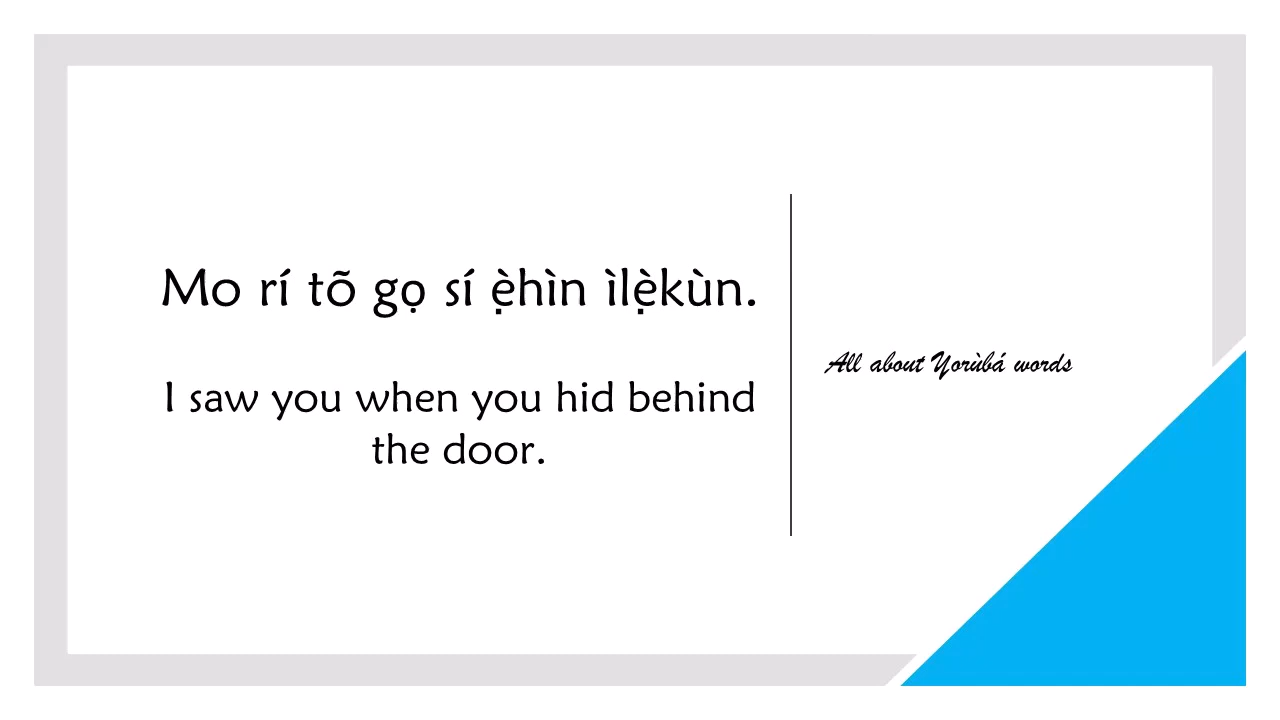 Mo rí tõ gọ sí ẹ̀hìn ìlẹ̀kùn.
I saw you when you hid behind
the door.
All about Yorùbá words